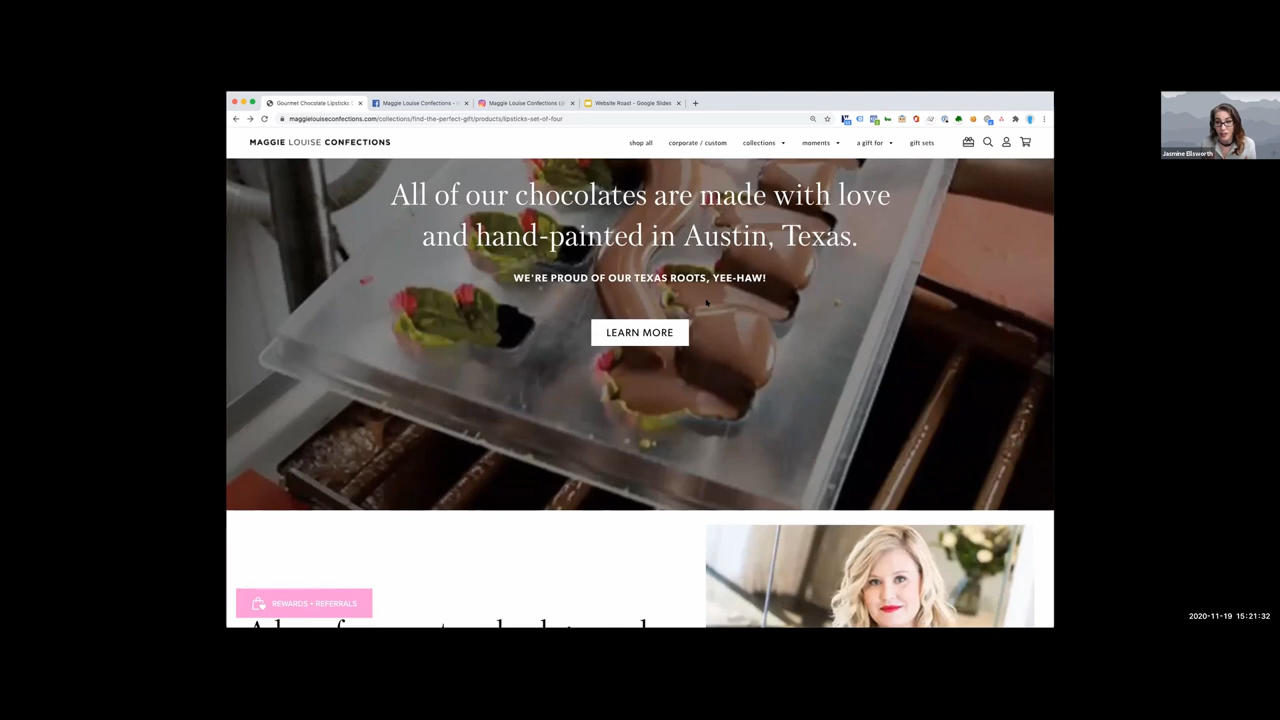 Gourmet Chocolate Lipsticks
Maggie Louise Confections -
Maggie Louise Confections (@
Website Roast - Google Slides
maggielouiseconfections.com/collections/find-the-perfect-gift/products/lipsticks-set-of-four
MAGGIE LOUISE CONFECTIONS
shop all
corporate / custom
collections
moments
a gift for
gift sets
Jasmine Ellsworth
All of our chocolates are made with love
and hand-painted in Austin, Texas.
WE'RE PROUD OF OUR TEXAS ROOTS, YEE-HAW!
LEARN MORE
REWARDS + REFERRALS
2020-11-19 15:21:32